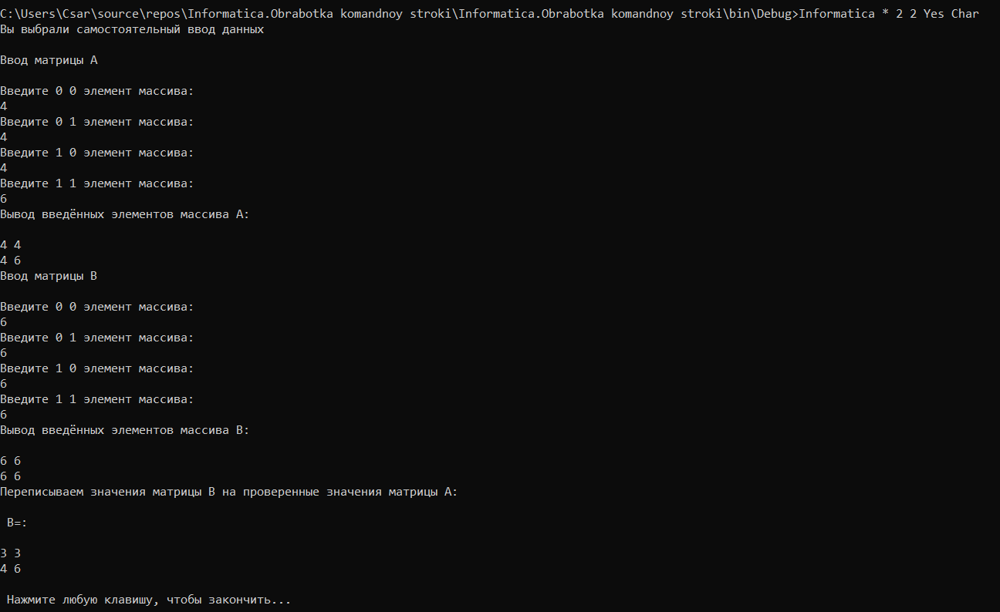 C:\Users\Csar\source\repos\Informatica.Obrabotka komandnoy stroki\Informatica.Obrabotka komandnoy stroki\bin\Debug>Informatica * 2 2 Yes Char
Вы выбрали самостоятельный ввод данных
Ввод матрицы A
Введите 0 0 элемент массива:
4
Введите 0 1 элемент массива:
4
Введите 1 0 элемент массива:
4
Введите 1 1 элемент массива:
6
Вывод введённых элементов массива A:
4 4
4 6
Ввод матрицы B
Введите 0 0 элемент массива:
6
Введите 0 1 элемент массива:
6
Введите 1 0 элемент массива:
6
Введите 1 1 элемент массива:
6
Вывод введённых элементов массива B:
6 6
6 6
Переписываем значения матрицы B на проверенные значения матрицы A:
B=:
3 3
4 6
Нажмите любую клавишу, чтобы закончить...